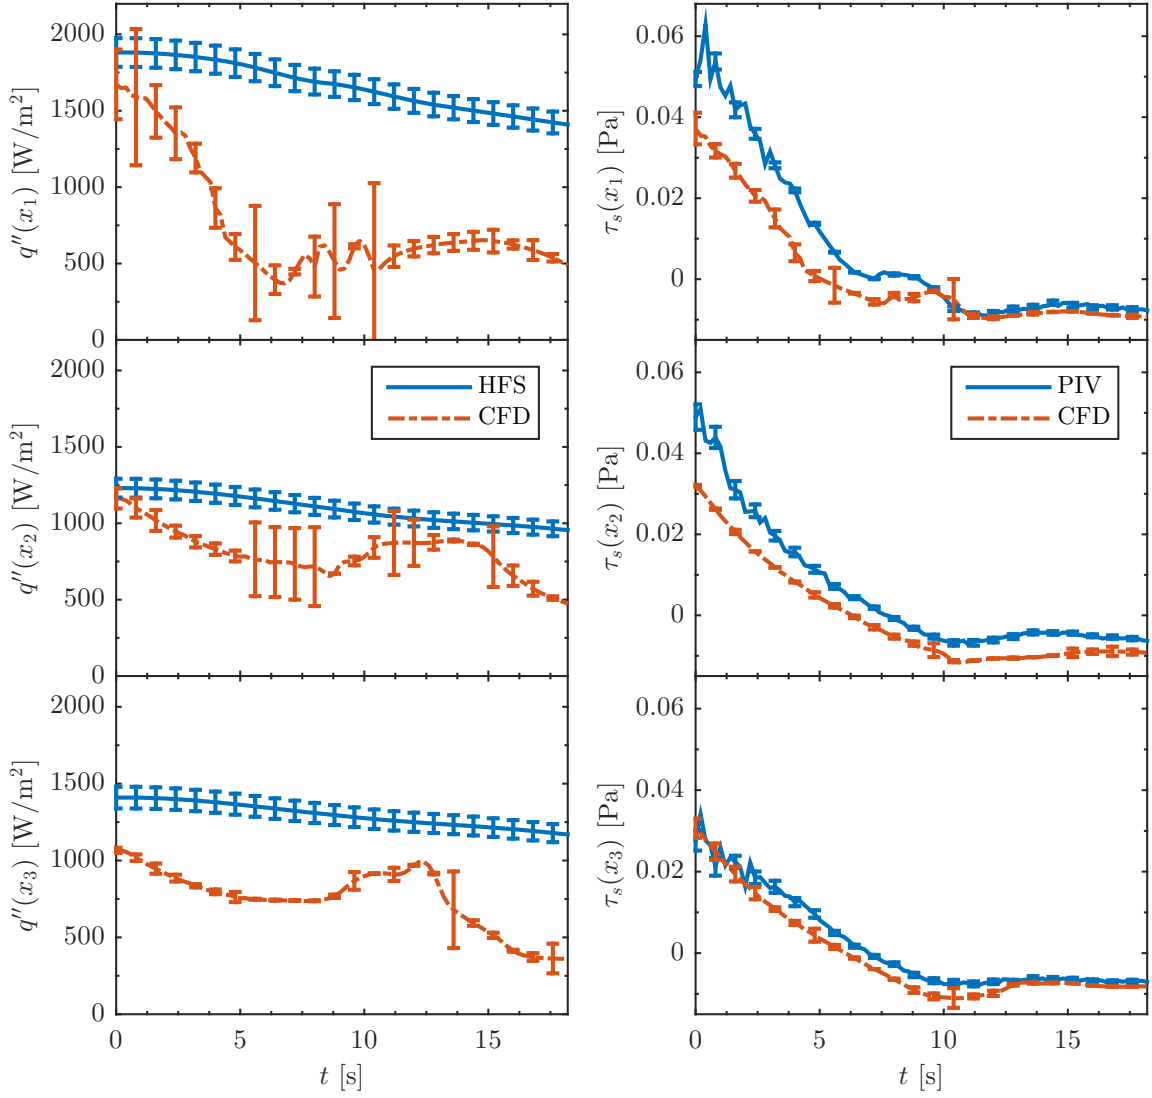 2000
1500
1000
500
0
q″(x₁) [W/m²]
0.06
0.04
0.02
0
τₛ(x₁) [Pa]
2000
1500
1000
500
0
q″(x₂) [W/m²]
HFS
CFD
0.06
0.04
0.02
0
τₛ(x₂) [Pa]
PIV
CFD
2000
1500
1000
500
0
q″(x₃) [W/m²]
0 5 10 15
t [s]
0.06
0.04
0.02
0
τₛ(x₃) [Pa]
0 5 10 15
t [s]